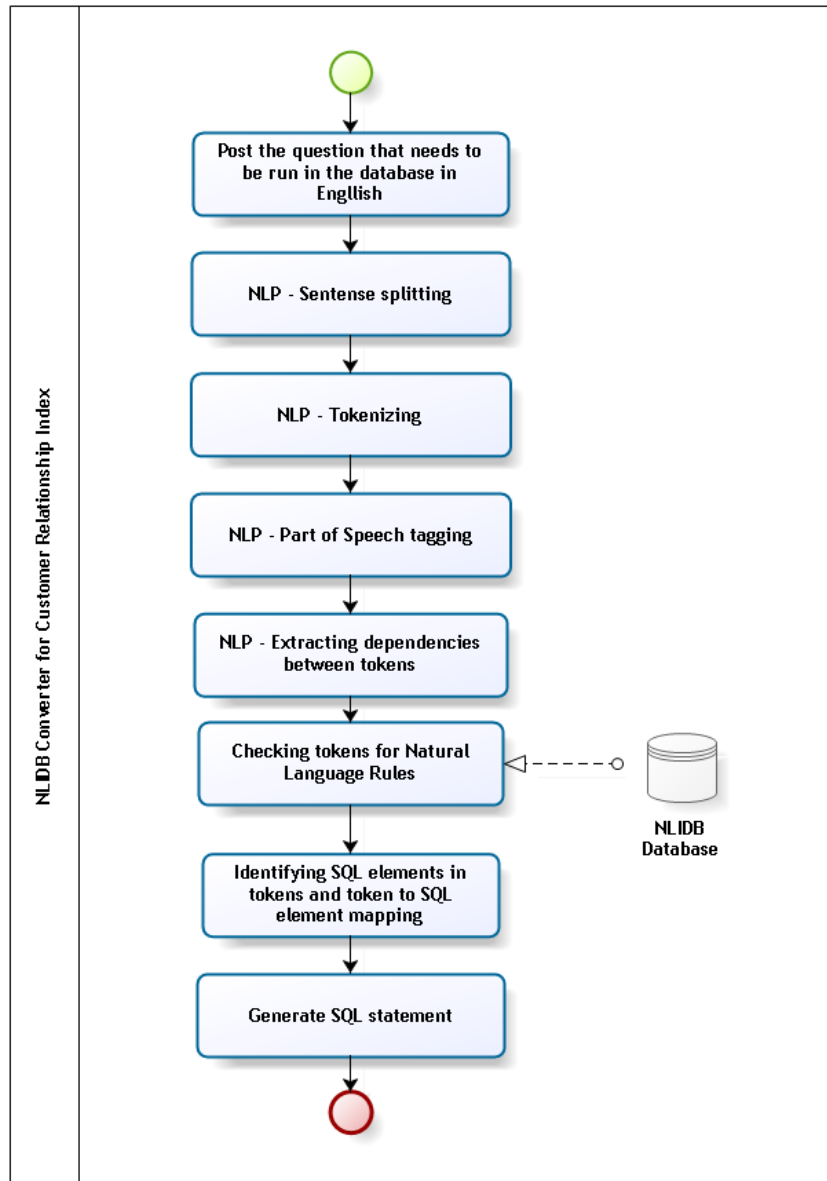 NLIDB Converter for Customer Relationship Index
Post the question that needs to
be run in the database in
Engllish
NLP - Sentense splitting
NLP - Tokenizing
NLP - Part of Speech tagging
NLP - Extracting dependencies
between tokens
Checking tokens for Natural
Language Rules
NLIDB
Database
Identifying SQL elements in
tokens and token to SQL
element mapping
Generate SQL statement